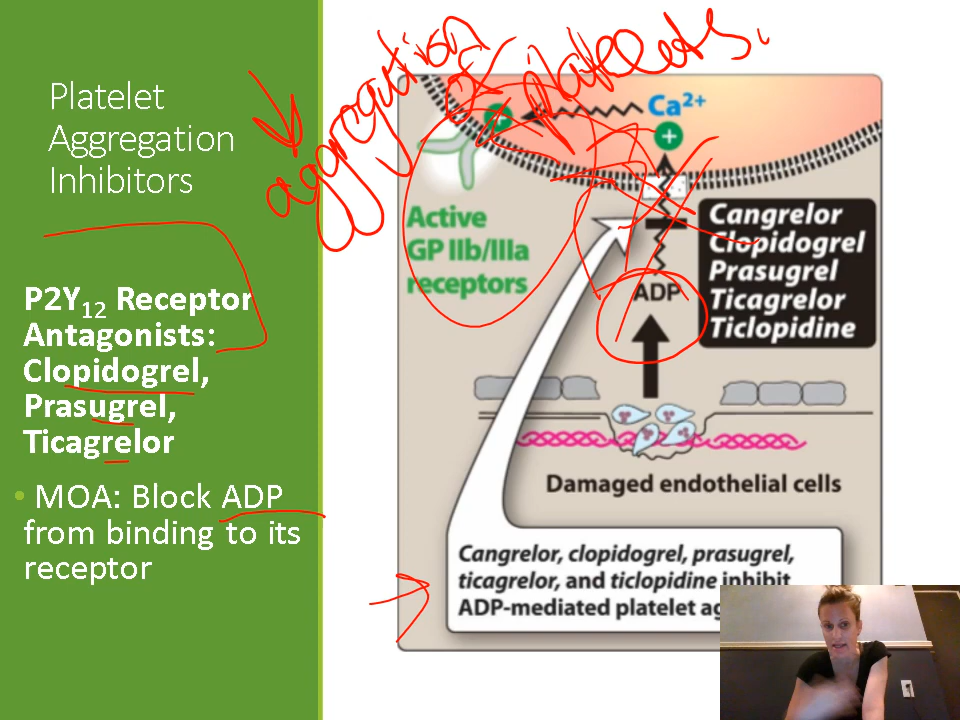 Platelet
Aggregation
Inhibitors
P2Y12 Receptor
Antagonists:
Clopidogrel,
Prasugrel,
Ticagrelor
• MOA: Block ADP
from binding to its
receptor
aggregation
of
platelets.
Ca2+
+
+
Active
GP IIb/IIIa
receptors
Cangrelor
Clopidogrel
Prasugrel
Ticagrelor
Ticlopidine
ADP
Damaged endothelial cells
Cangrelor, clopidogrel, prasugrel,
ticagrelor, and ticlopidine inhibit
ADP-mediated platelet